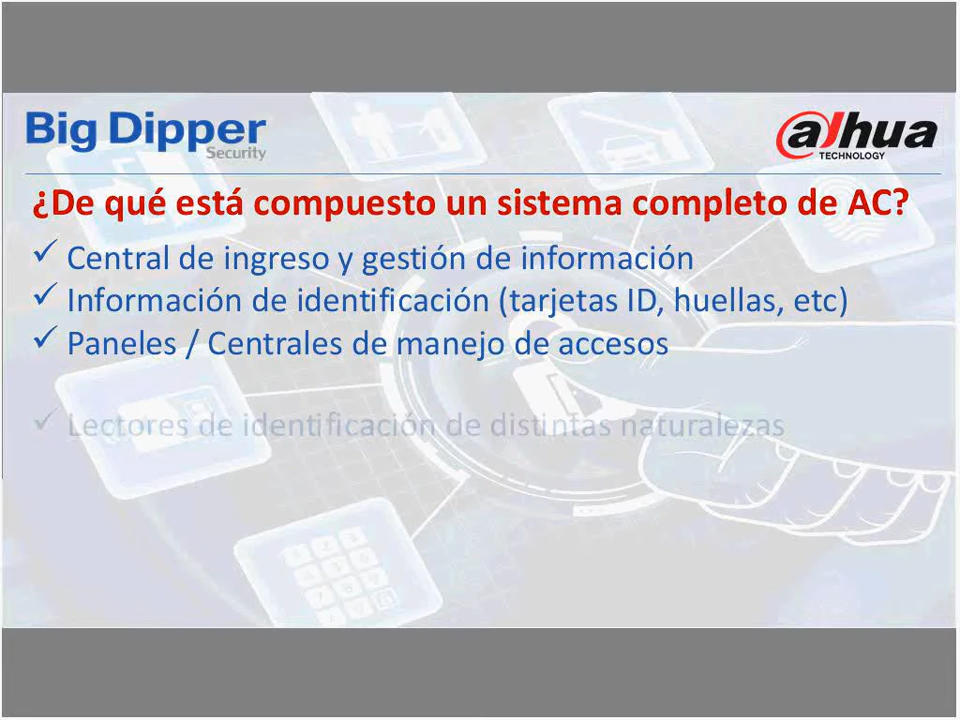 Big Dipper
Security
alhua
TECHNOLOGY
¿De qué está compuesto un sistema completo de AC?
✓ Central de ingreso y gestión de información
✓ Información de identificación (tarjetas ID, huellas, etc)
✓ Paneles / Centrales de manejo de accesos
✓ Lectores de identificación de distintas naturalezas